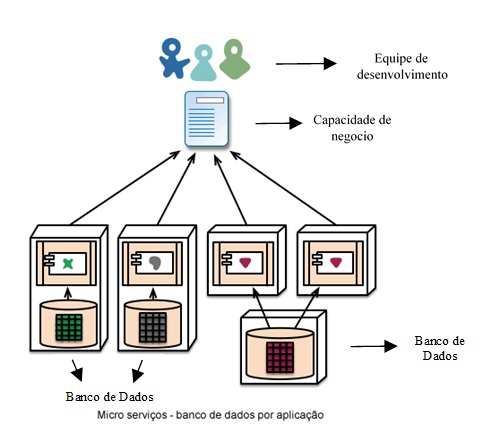 Equipe de
desenvolvimento
Capacidade de
negocio
Banco de
Dados
Banco de Dados
Micro serviços - banco de dados por aplicação